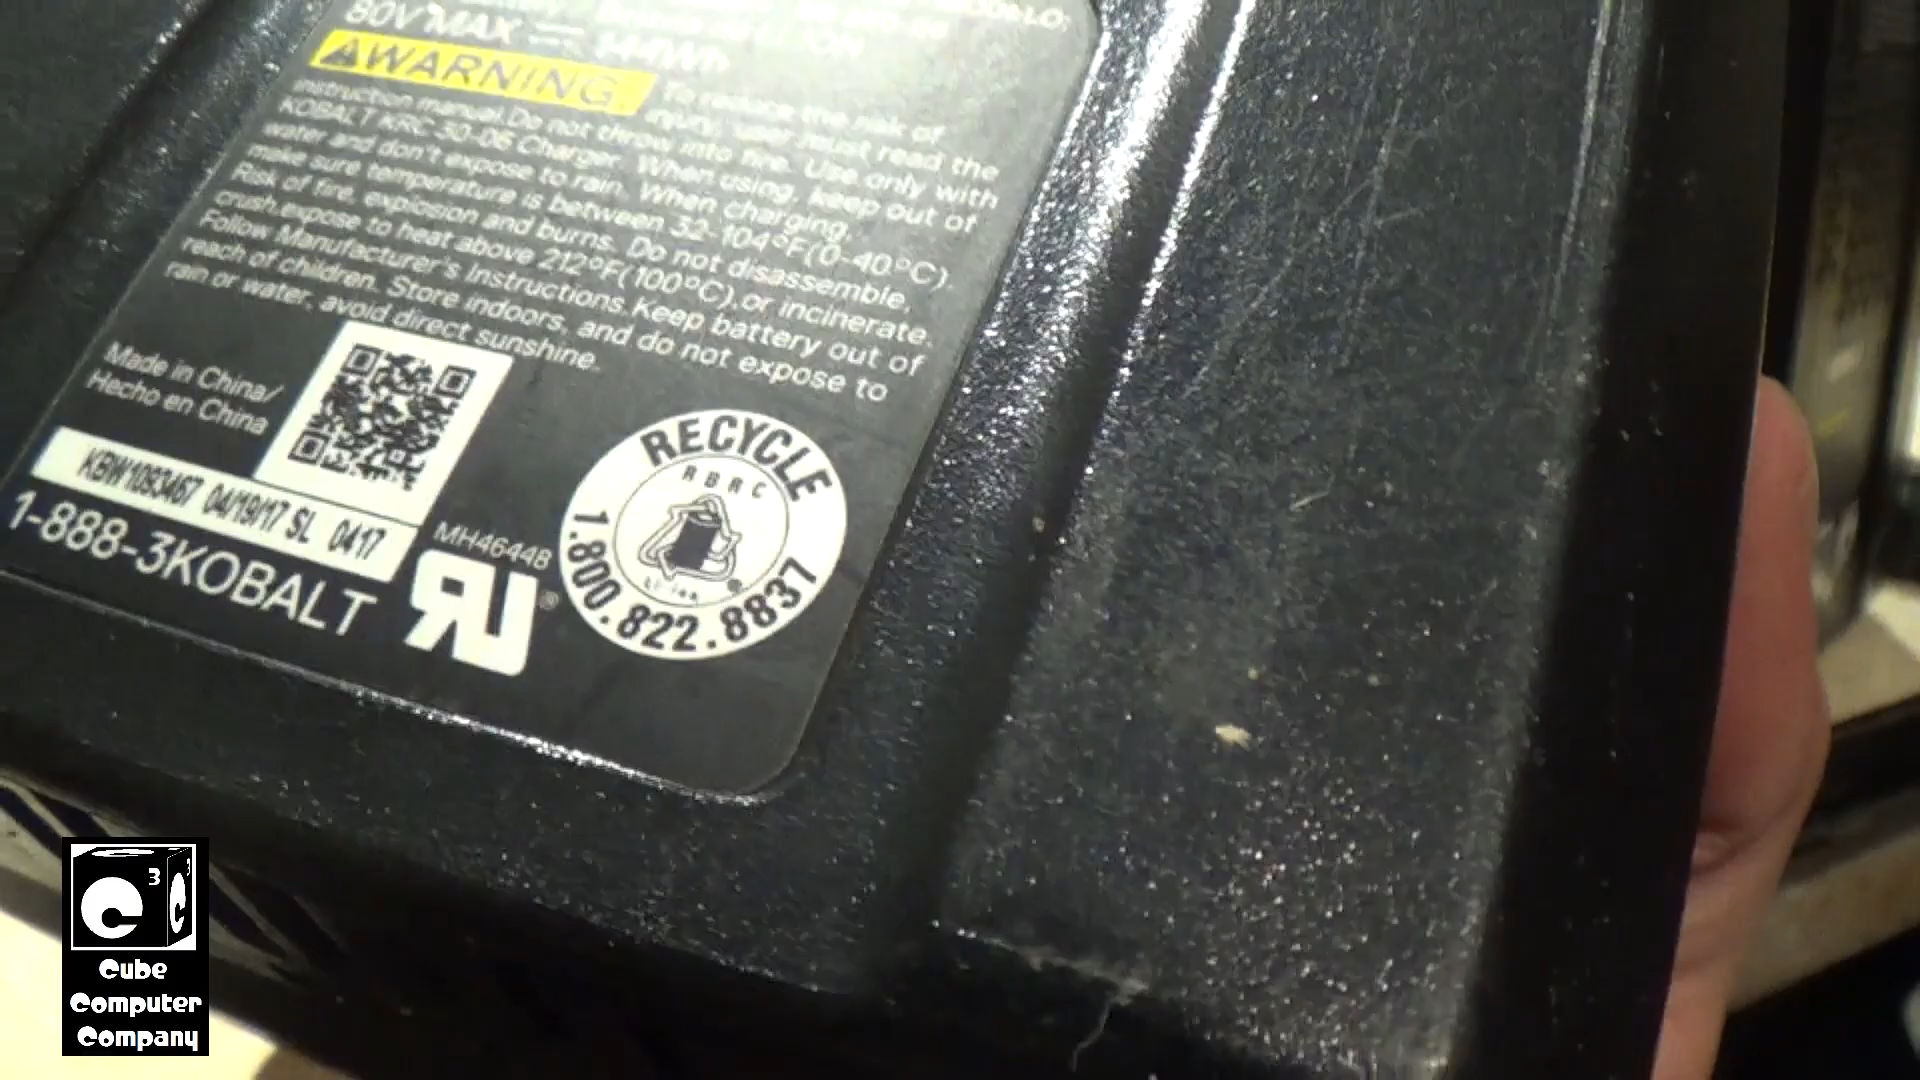 80V MAX ⎓ 144Wh
WARNING: To reduce the risk of
injury, user must read the
instruction manual. Do not throw into fire. Use only with
KOBALT KRC 30-06 Charger. When using, keep out of
water and don't expose to rain. When charging,
make sure temperature is between 32-104°F(0-40°C).
Risk of fire, explosion and burns. Do not disassemble,
crush, expose to heat above 212°F(100°C), or incinerate.
Follow Manufacturer's Instructions. Keep battery out of
reach of children. Store indoors, and do not expose to
rain or water, avoid direct sunshine.
Made in China/
Hecho en China
KBW1093467 04/19/17 SL 0417
1-888-3KOBALT
MH46448
RU®
RECYCLE
RBRC
Li-ion ®
1.800.822.8837
C3
C3
Cube
Computer
Company